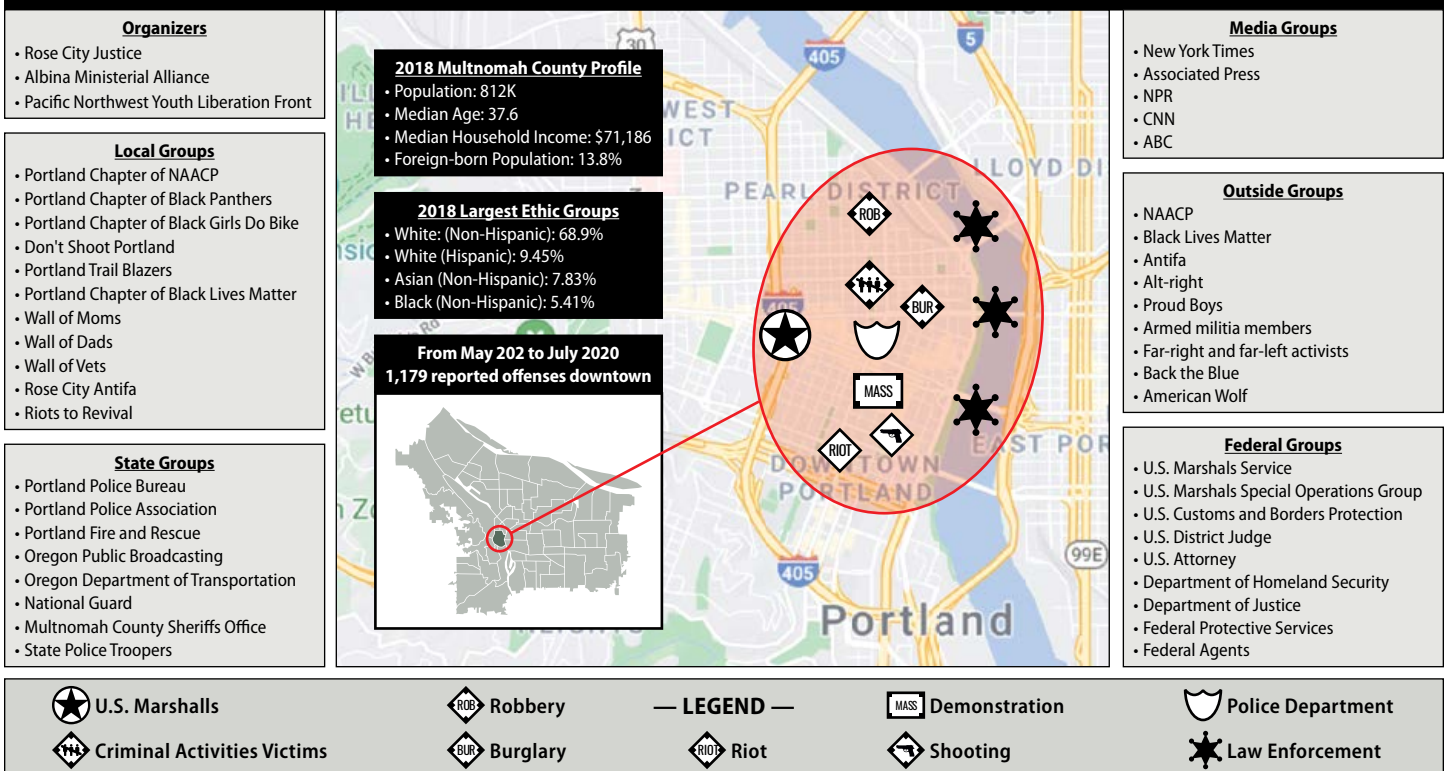 Organizers
• Rose City Justice
• Albina Ministerial Alliance
• Pacific Northwest Youth Liberation Front
Local Groups
• Portland Chapter of NAACP
• Portland Chapter of Black Panthers
• Portland Chapter of Black Girls Do Bike
• Don't Shoot Portland
• Portland Trail Blazers
• Portland Chapter of Black Lives Matter
• Wall of Moms
• Wall of Dads
• Wall of Vets
• Rose City Antifa
• Riots to Revival
State Groups
• Portland Police Bureau
• Portland Police Association
• Portland Fire and Rescue
• Oregon Public Broadcasting
• Oregon Department of Transportation
• National Guard
• Multnomah County Sheriffs Office
• State Police Troopers
2018 Multnomah County Profile
• Population: 812K
• Median Age: 37.6
• Median Household Income: $71,186
• Foreign-born Population: 13.8%
2018 Largest Ethic Groups
• White: (Non-Hispanic): 68.9%
• White (Hispanic): 9.45%
• Asian (Non-Hispanic): 7.83%
• Black (Non-Hispanic): 5.41%
From May 202 to July 2020
1,179 reported offenses downtown
30
405
5
WEST
ICT
LLOYD DI
PEARL DISTRICT
ROB
BUR
405
MASS
RIOT
EAST POR
DOWNTOWN
PORTLAND
99E
405
Portland
Media Groups
• New York Times
• Associated Press
• NPR
• CNN
• ABC
Outside Groups
• NAACP
• Black Lives Matter
• Antifa
• Alt-right
• Proud Boys
• Armed militia members
• Far-right and far-left activists
• Back the Blue
• American Wolf
Federal Groups
• U.S. Marshals Service
• U.S. Marshals Special Operations Group
• U.S. Customs and Borders Protection
• U.S. District Judge
• U.S. Attorney
• Department of Homeland Security
• Department of Justice
• Federal Protective Services
• Federal Agents
U.S. Marshalls
ROB Robbery
— LEGEND —
MASS Demonstration
Police Department
Criminal Activities Victims
BUR Burglary
RIOT Riot
Shooting
Law Enforcement